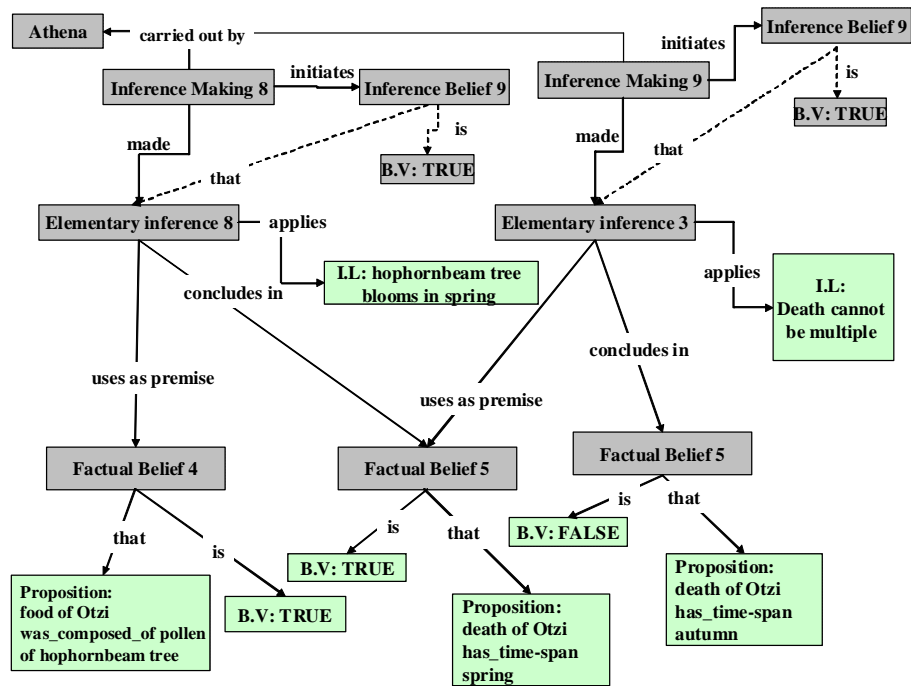 Athena
carried out by
Inference Belief 9
initiates
Inference Making 8
initiates
Inference Belief 9
Inference Making 9
is
B.V: TRUE
made
is
made
that
that
B.V: TRUE
Elementary inference 8
applies
Elementary inference 3
I.L: hophornbeam tree
blooms in spring
applies
I.L:
Death cannot
be multiple
concludes in
concludes in
uses as premise
uses as premise
Factual Belief 4
Factual Belief 5
Factual Belief 5
that
is
is
that
is
that
B.V: FALSE
B.V: TRUE
Proposition:
food of Otzi
was_composed_of pollen
of hophornbeam tree
B.V: TRUE
Proposition:
death of Otzi
has_time-span
spring
Proposition:
death of Otzi
has_time-span
autumn